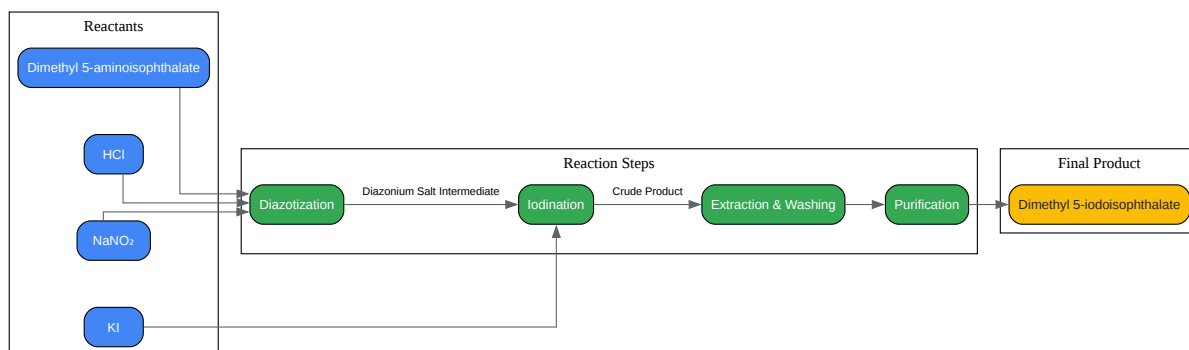 Reactants
Dimethyl 5-aminoisophthalate
HCl
NaNO₂
KI
Reaction Steps
Diazotization
Diazonium Salt Intermediate
Iodination
Crude Product
Extraction & Washing
Purification
Final Product
Dimethyl 5-iodoisophthalate